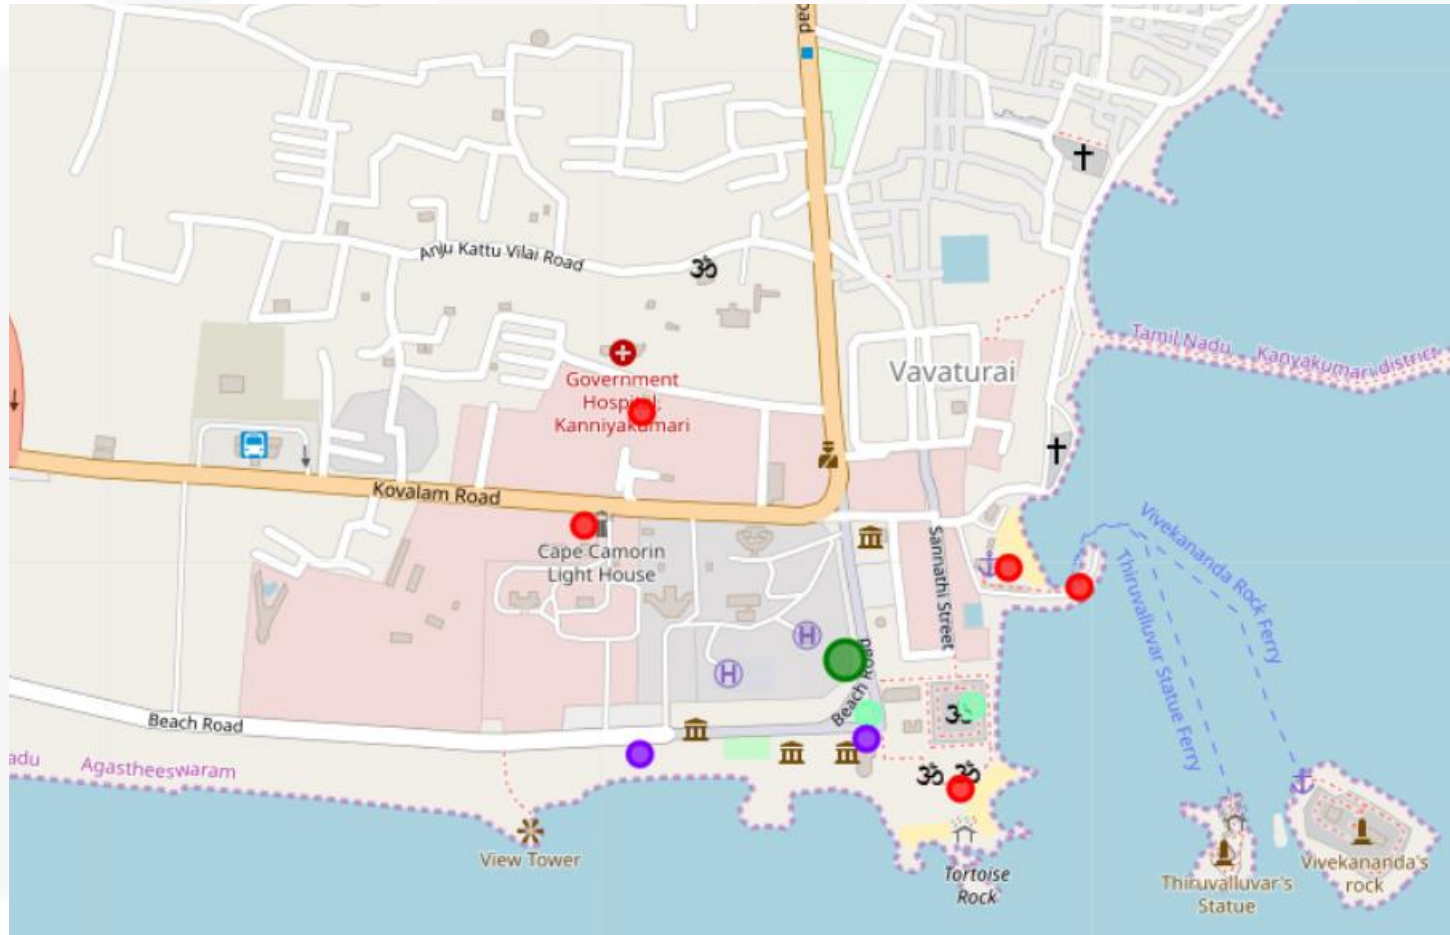 oad
Anju Kattu Vilai Road
Tamil Nadu
Kanyakumari district
Vavaturai
Government
Hospital,
Kanniyakumari
Kovalam Road
Cape Camorin
Light House
Sannathi Street
Vivekananda Rock Ferry
Thiruvalluvar Statue Ferry
H
H
Beach Road
Beach Road
ॐ
ॐ
ॐ
ॐ
adu
Agastheeswaram
View Tower
Tortoise
Rock
Thiruvalluvar's
Statue
Vivekananda's
rock